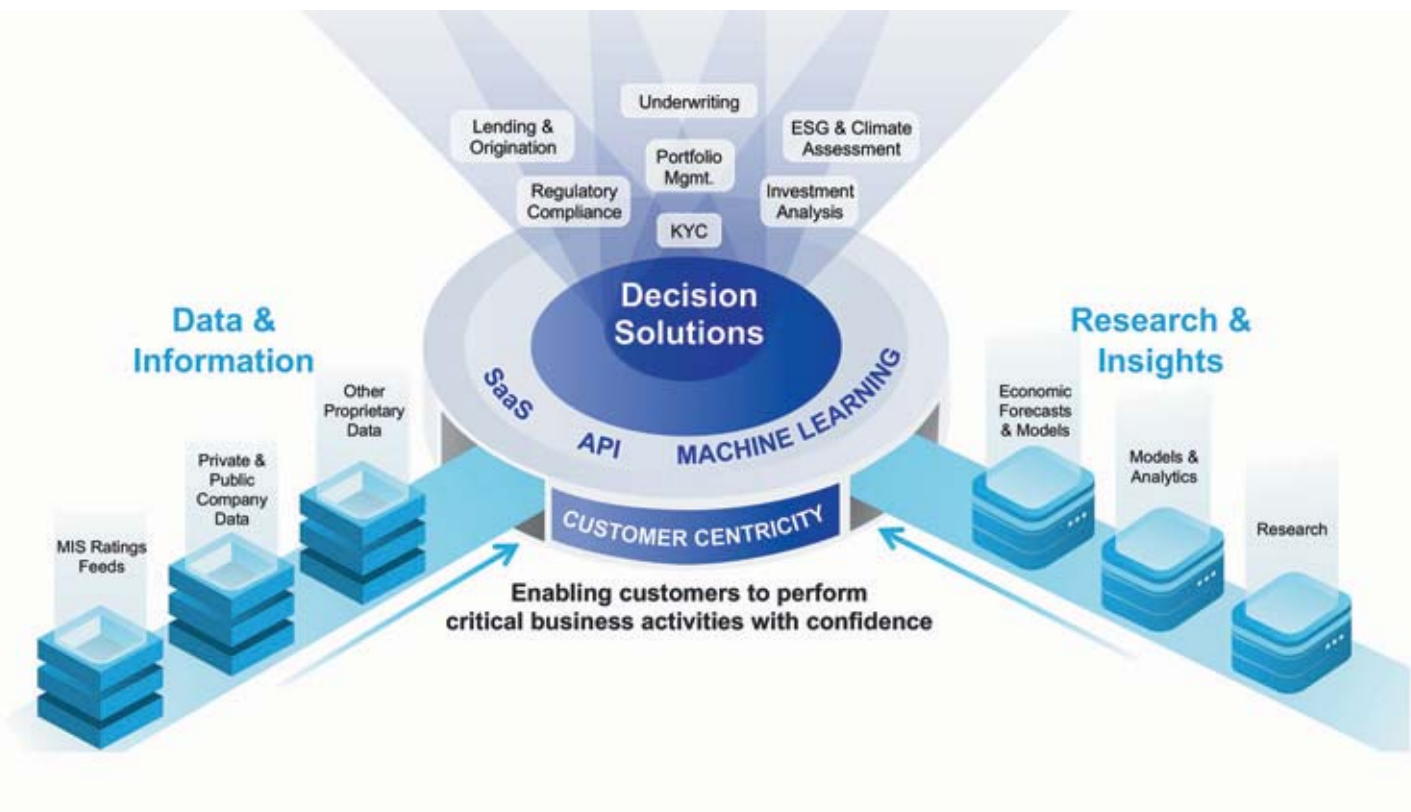 Underwriting
Lending &
Origination
ESG & Climate
Assessment
Portfolio
Mgmt.
Regulatory
Compliance
Investment
Analysis
KYC
Decision
Solutions
SaaS
API
MACHINE LEARNING
CUSTOMER CENTRICITY
Enabling customers to perform
critical business activities with confidence
Data &
Information
Other
Proprietary
Data
Private &
Public
Company
Data
MIS Ratings
Feeds
Research &
Insights
Economic
Forecasts
& Models
Models &
Analytics
Research